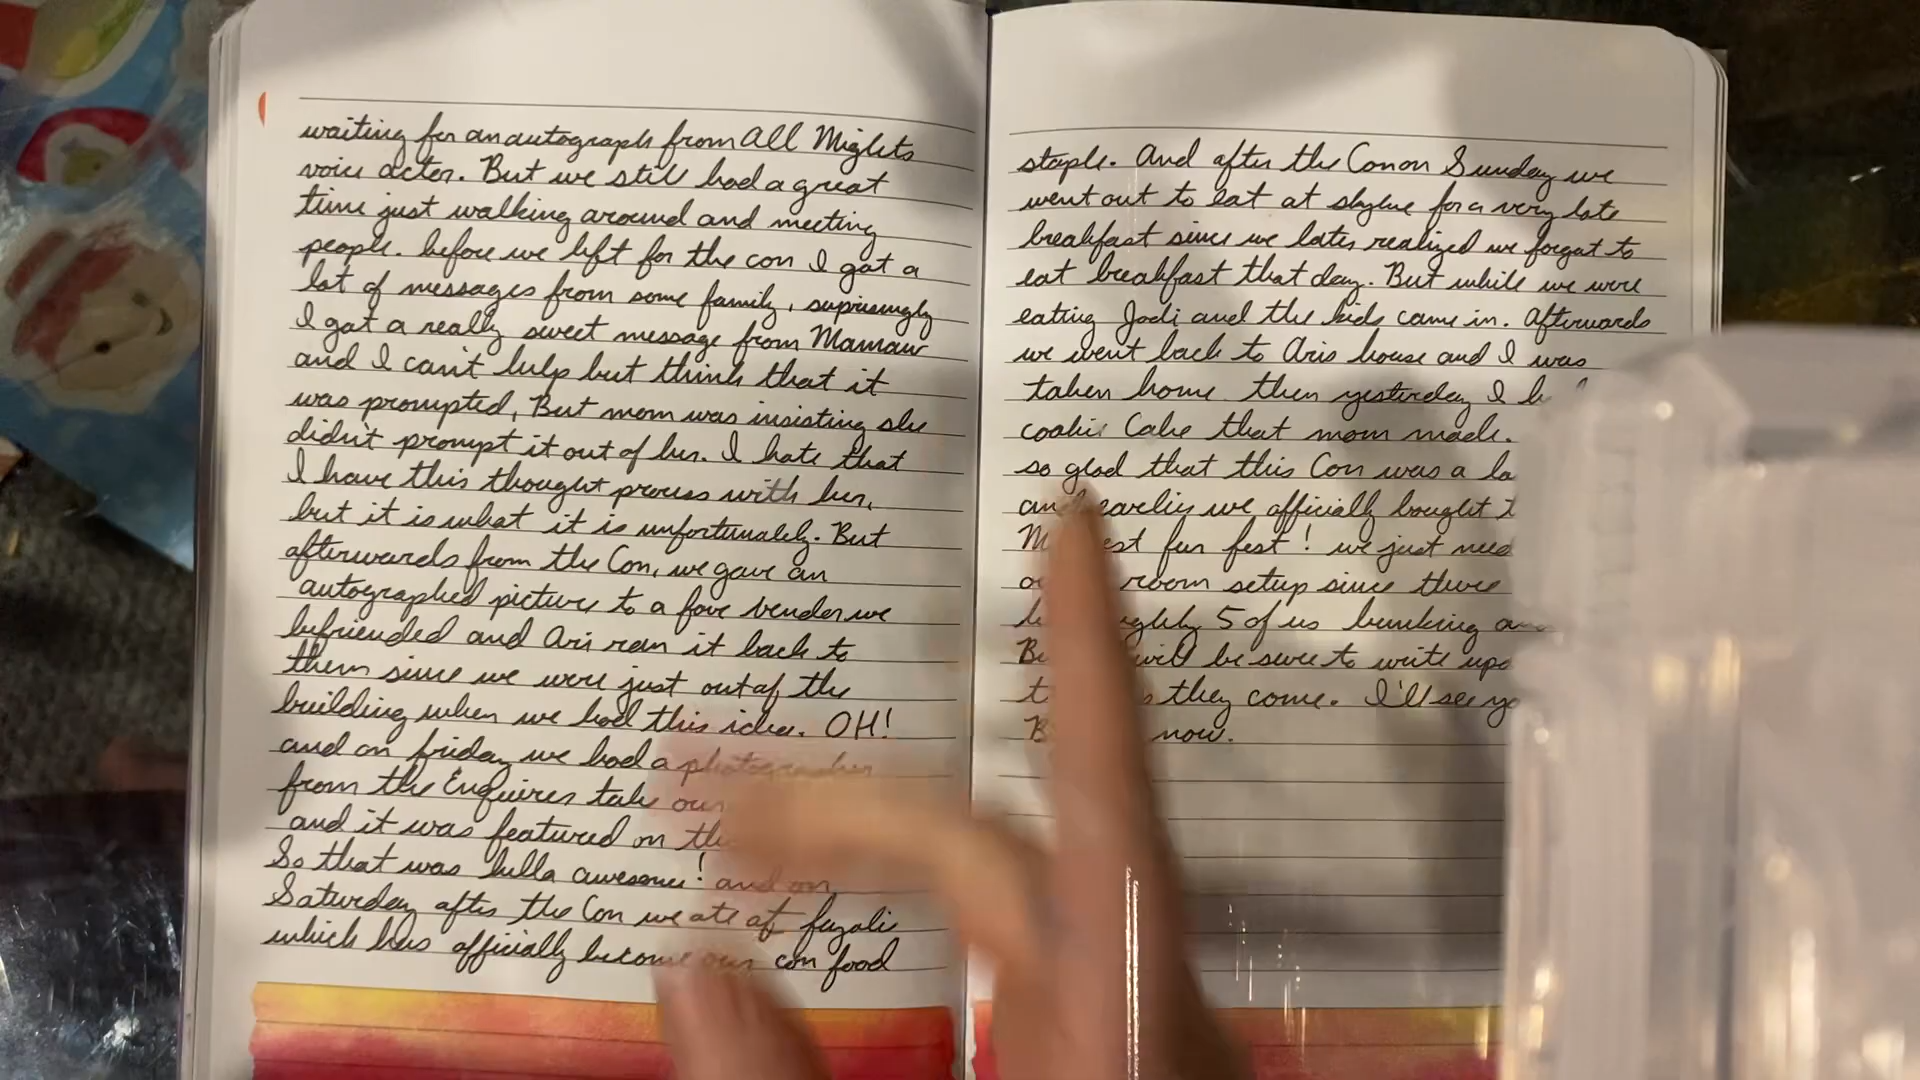 waiting for an autograph from All Mights
voice actor. But we still had a great
time just walking around and meeting
people. before we left for the con I got a
lot of messages from some family, suprisingly
I got a really sweet message from Mamaw
and I can't help but think that it
was prompted, But mom was insisting she
didn't prompt it out of her. I hate that
I have this thought process with her,
but it is what it is unfortunately. But
afterwards from the Con, we gave an
autographed picture to a fave vender we
befriended and Ari ran it back to
them since we were just out of the
building when we had this idea. OH!
and on friday we had a photographer
from the Enquirer take our
and it was featured on the
So that was hella awesome! and on
Saturday after the Con we ate at fazolis
which has officially become our con food
staple. And after the Con on Sunday we
went out to eat at skyline for a very late
breakfast since we later realized we forgot to
eat breakfast that day. But while we were
eating Jodi and the kids came in. Afterwards
we went back to Aris house and I was
taken home. then yesterday I
cookie Cake that mom made.
so glad that this Con was a
and earlier we officially bought
fur fest! we just need
room setup since there
5 of us bunking
will be sure to write
they come. I'll see
now.